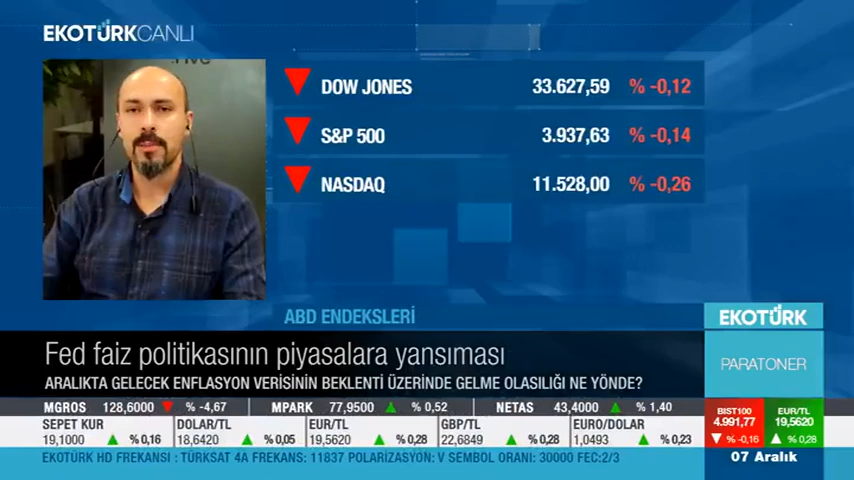 EKOTÜRK CANLI
DOW JONES 33.627,59 % -0,12
S&P 500 3.937,63 % -0,14
NASDAQ 11.528,00 % -0,26
ABD ENDEKSLERİ
EKOTÜRK
Fed faiz politikasının piyasalara yansıması
PARATONER
ARALIKTA GELECEK ENFLASYON VERİSİNİN BEKLENTİ ÜZERİNDE GELME OLASILIĞI NE YÖNDE?
MGROS 128,6000 % -4,67 MPARK 77,9500 % 0,52 NETAS 43,4000 % 1,40
SEPET KUR DOLAR/TL EUR/TL GBP/TL EURO/DOLAR
19,1000 % 0,16 18,6420 % 0,05 19,5620 % 0,28 22,6849 % 0,28 1,0493 % 0,23
BIST100 EUR/TL
4.991,77 19,5620
% -0,16 % 0,28
EKOTÜRK HD FREKANSI : TÜRKSAT 4A FREKANS: 11837 POLARİZASYON: V SEMBOL ORANI: 30000 FEC:2/3
07 Aralık